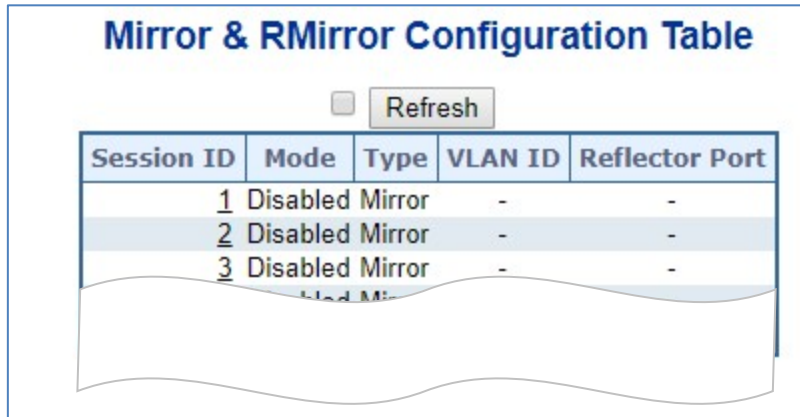 Mirror & RMirror Configuration Table
Refresh
Session ID Mode Type VLAN ID Reflector Port
1 Disabled Mirror - -
2 Disabled Mirror - -
3 Disabled Mirror - -